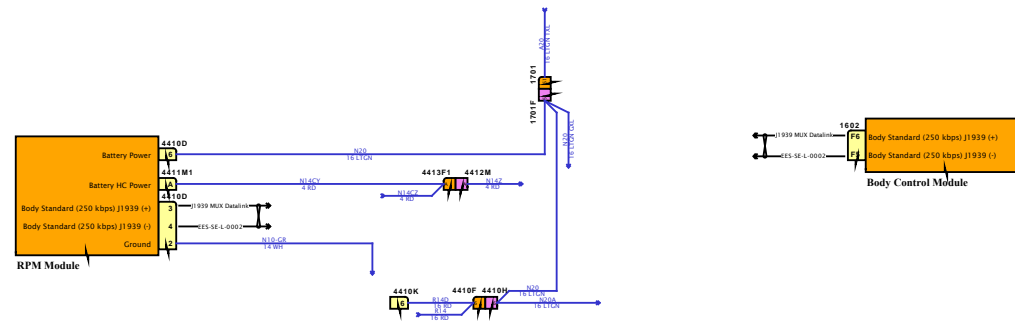 A20
16 LTGN TXL
1701
1701F
N20
16 LTGN GXL
4410D
Battery Power
6
N20
16 LTGN
4411M1
Battery HC Power
A
N14CY
4 RD
4413F1
4412M
N14Z
4 RD
N14CZ
4 RD
4410D
Body Standard (250 kbps) J1939 (+)
3
J1939 MUX Datalink
Body Standard (250 kbps) J1939 (-)
4
EES-SE-L-0002
Ground
2
N10-GR
14 WH
RPM Module
4410K
6
R14D
16 RD
R14
16 RD
4410F
4410H
N20
16 LTGN
N20A
16 LTGN
1602
J1939 MUX Datalink
F6
Body Standard (250 kbps) J1939 (+)
EES-SE-L-0002
Body Standard (250 kbps) J1939 (-)
Body Control Module